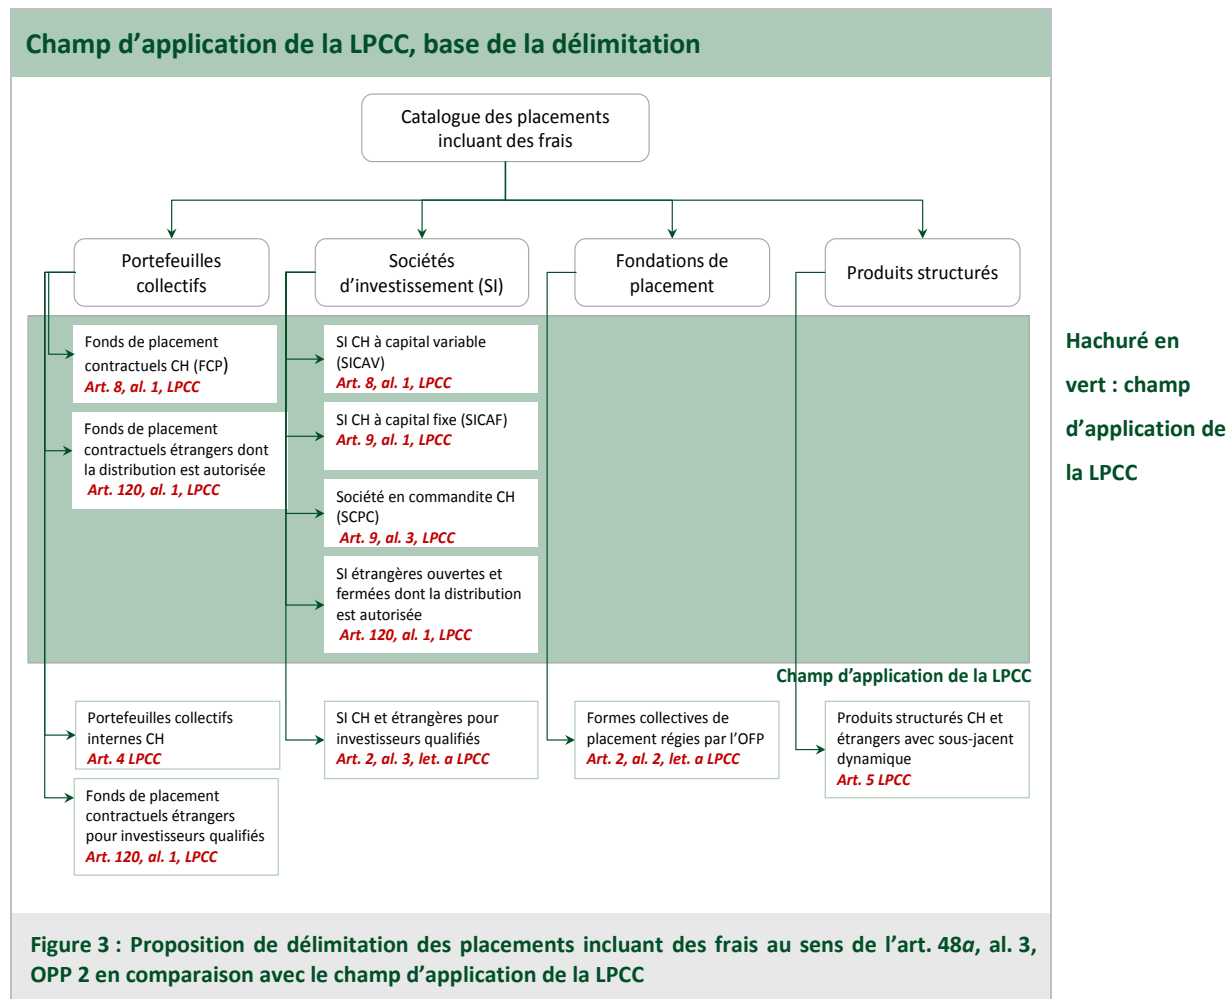 Champ d’application de la LPCC, base de la délimitation
Catalogue des placements
incluant des frais
Portefeuilles
collectifs
Sociétés
d’investissement (SI)
Fondations de
placement
Produits structurés
Fonds de placement
contractuels CH (FCP)
Art. 8, al. 1, LPCC
Fonds de placement
contractuels étrangers dont
la distribution est autorisée
Art. 120, al. 1, LPCC
SI CH à capital variable
(SICAV)
Art. 8, al. 1, LPCC
SI CH à capital fixe (SICAF)
Art. 9, al. 1, LPCC
Société en commandite CH
(SCPC)
Art. 9, al. 3, LPCC
SI étrangères ouvertes et
fermées dont la distribution
est autorisée
Art. 120, al. 1, LPCC
Hachuré en
vert : champ
d’application de
la LPCC
Champ d’application de la LPCC
Portefeuilles collectifs
internes CH
Art. 4 LPCC
Fonds de placement
contractuels étrangers
pour investisseurs qualifiés
Art. 120, al. 1, LPCC
SI CH et étrangères pour
investisseurs qualifiés
Art. 2, al. 3, let. a LPCC
Formes collectives de
placement régies par l’OFP
Art. 2, al. 2, let. a LPCC
Produits structurés CH et
étrangers avec sous-jacent
dynamique
Art. 5 LPCC
Figure 3 : Proposition de délimitation des placements incluant des frais au sens de l’art. 48a, al. 3,
OPP 2 en comparaison avec le champ d’application de la LPCC